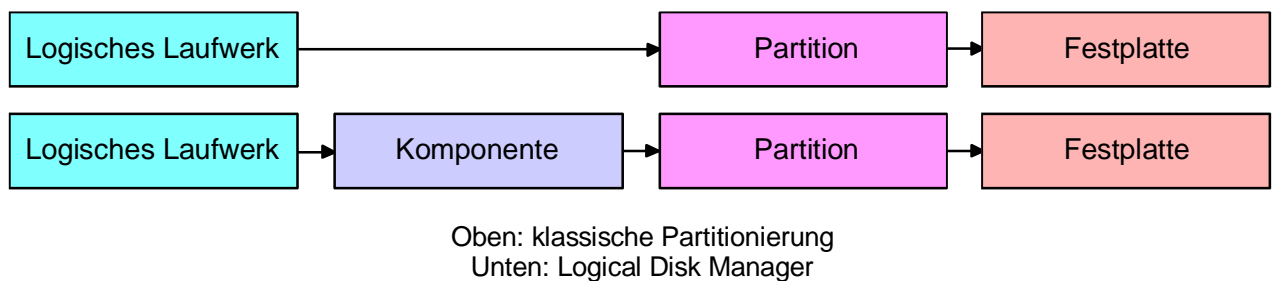 Logisches Laufwerk Partition Festplatte
Logisches Laufwerk Komponente Partition Festplatte
Oben: klassische Partitionierung
Unten: Logical Disk Manager